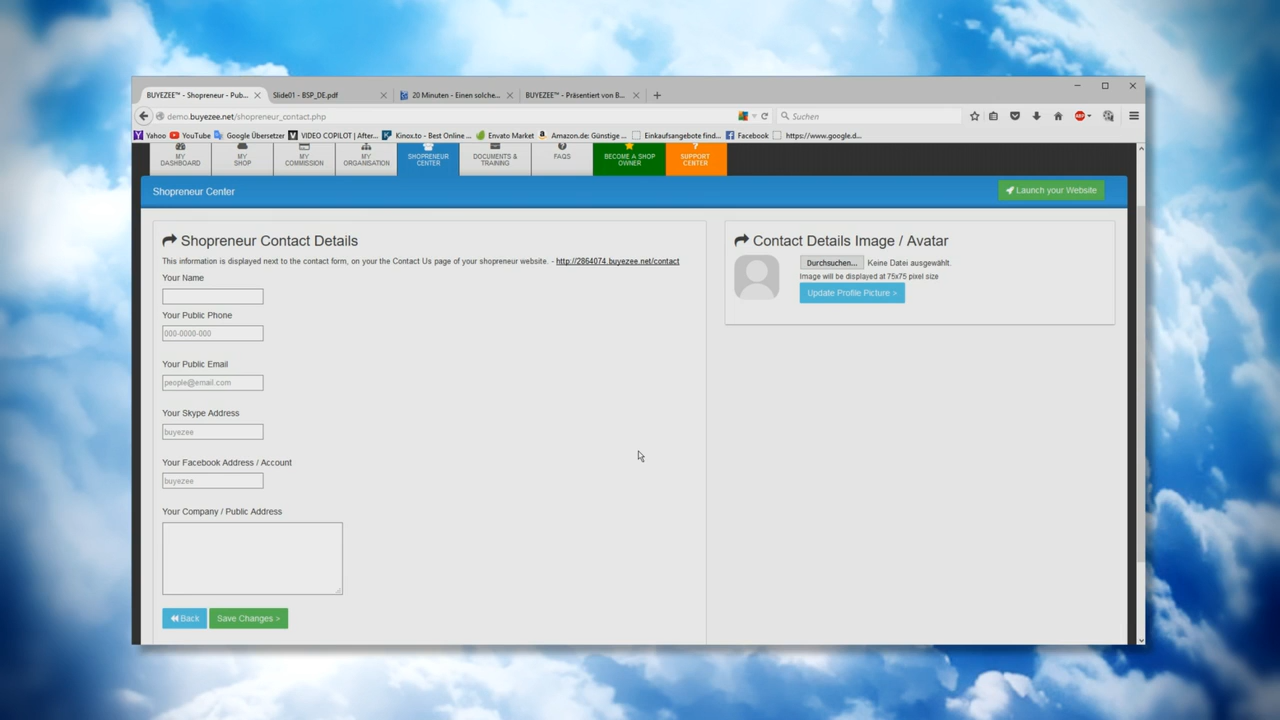 BUYEZEE™ - Shopreneur - Pub...
Slide01 - BSP_DE.pdf
20 Minuten - Einen solche...
BUYEZEE™ - Präsentiert von B...
demo.buyezee.net/shopreneur_contact.php
Suchen
Yahoo
YouTube
Google Übersetzer
VIDEO COPILOT | After...
Kinox.to - Best Online ...
Envato Market
Amazon.de: Günstige ...
Einkaufsangebote find...
Facebook
https://www.google.d...
MY
DASHBOARD
MY
SHOP
MY
COMMISSION
MY
ORGANISATION
SHOPRENEUR
CENTER
DOCUMENTS &
TRAINING
FAQS
BECOME A SHOP
OWNER
SUPPORT
CENTER
Shopreneur Center
Launch your Website
Shopreneur Contact Details
This information is displayed next to the contact form, on your the Contact Us page of your shopreneur website. - http://2864074.buyezee.net/contact
Your Name
Your Public Phone
000-0000-000
Your Public Email
people@email.com
Your Skype Address
buyezee
Your Facebook Address / Account
buyezee
Your Company / Public Address
Back
Save Changes >
Contact Details Image / Avatar
Durchsuchen...
Keine Datei ausgewählt.
Image will be displayed at 75x75 pixel size
Update Profile Picture >